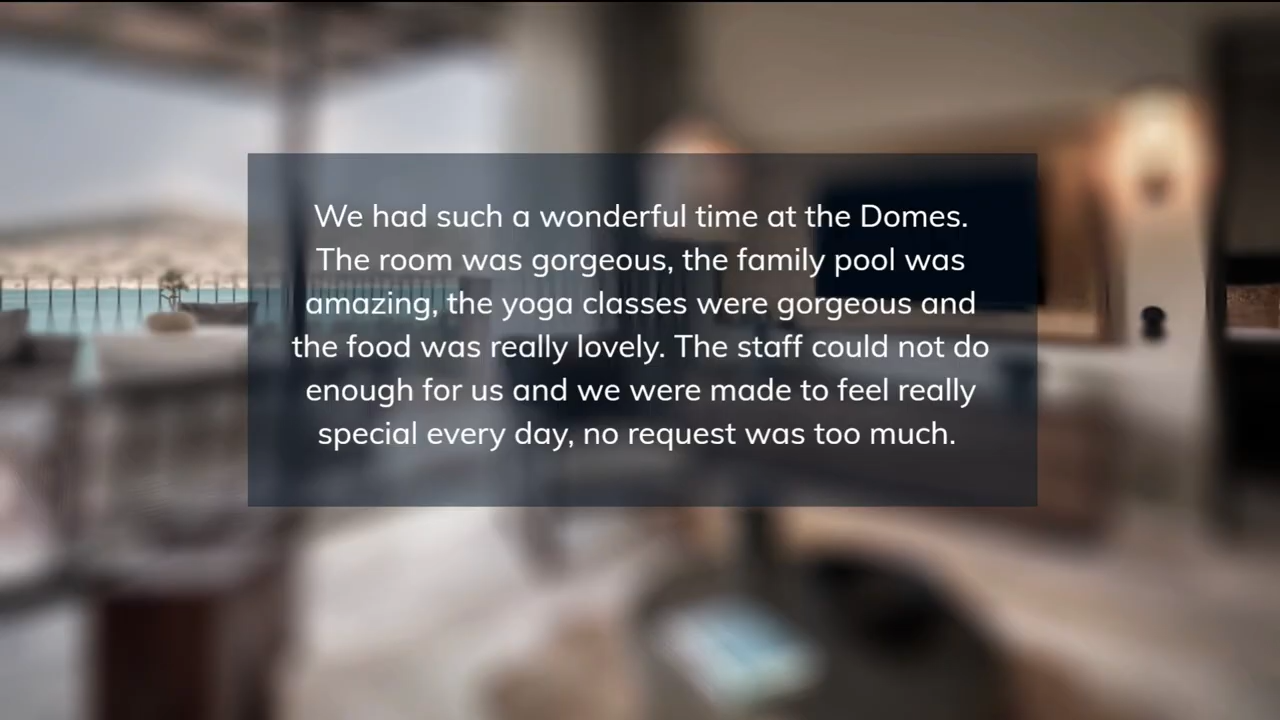 We had such a wonderful time at the Domes.
The room was gorgeous, the family pool was
amazing, the yoga classes were gorgeous and
the food was really lovely. The staff could not do
enough for us and we were made to feel really
special every day, no request was too much.